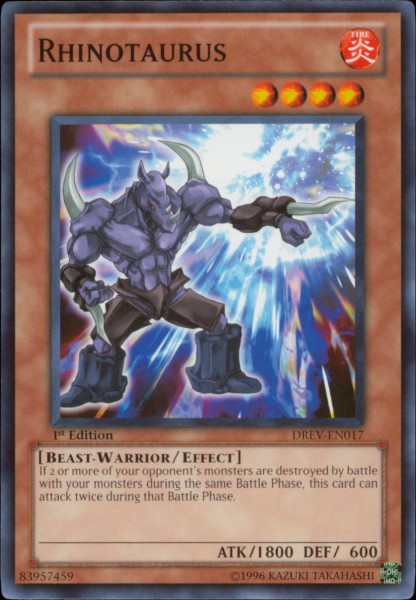 RHINOTAURUS
FIRE
炎
1st Edition
DREV-EN017
[BEAST-WARRIOR/EFFECT]
If 2 or more of your opponent's monsters are destroyed by battle
with your monsters during the same Battle Phase, this card can
attack twice during that Battle Phase.
ATK/1800 DEF/ 600
83957459
©1996 KAZUKI TAKAHASHI